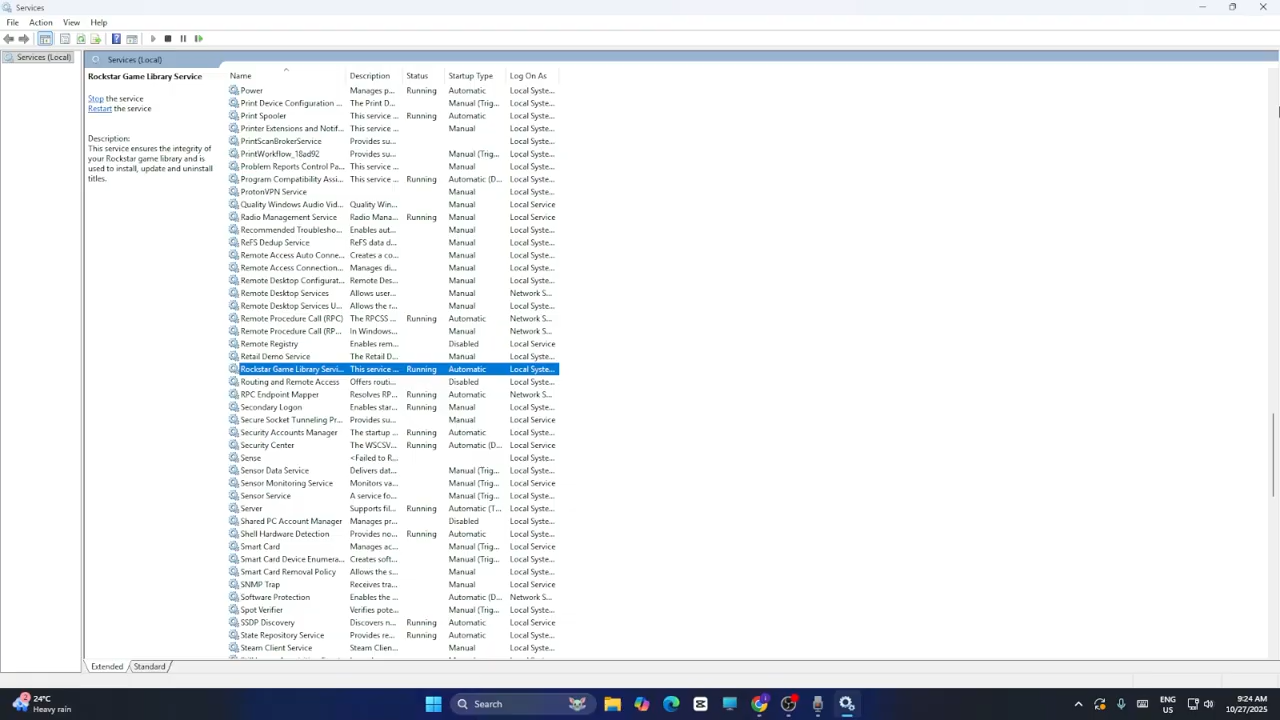 Services
File Action View Help
Services (Local)
Services (Local)
Rockstar Game Library Service
Stop the service
Restart the service
Description:
This service ensures the integrity of
your Rockstar game library and is
used to install, update and uninstall
titles.
Name Description Status Startup Type Log On As
Power Manages p... Running Automatic Local Syste...
Print Device Configuration ... The Print D... Manual (Trig... Local Syste...
Print Spooler This service ... Running Automatic Local Syste...
Printer Extensions and Notif... This service ... Manual Local Syste...
PrintScanBrokerService Provides su... Local Syste...
PrintWorkflow_18ad92 Provides su... Manual (Trig... Local Syste...
Problem Reports Control Pa... This service ... Manual Local Syste...
Program Compatibility Assi... This service ... Running Automatic (D... Local Syste...
ProtonVPN Service Manual Local Syste...
Quality Windows Audio Vid... Quality Win... Manual Local Service
Radio Management Service Radio Mana... Running Manual Local Service
Recommended Troublesho... Enables aut... Manual Local Syste...
ReFS Dedup Service ReFS data d... Manual Local Syste...
Remote Access Auto Conne... Creates a co... Manual Local Syste...
Remote Access Connection... Manages di... Manual Local Syste...
Remote Desktop Configurat... Remote Des... Manual Local Syste...
Remote Desktop Services Allows user... Manual Network S...
Remote Desktop Services U... Allows the r... Manual Local Syste...
Remote Procedure Call (RPC) The RPCSS ... Running Automatic Network S...
Remote Procedure Call (RP... In Windows... Manual Network S...
Remote Registry Enables rem... Disabled Local Service
Retail Demo Service The Retail D... Manual Local Syste...
Rockstar Game Library Servi... This service ... Running Automatic Local Syste...
Routing and Remote Access Offers routi... Disabled Local Syste...
RPC Endpoint Mapper Resolves RP... Running Automatic Network S...
Secondary Logon Enables star... Running Manual Local Syste...
Secure Socket Tunneling Pr... Provides su... Manual Local Service
Security Accounts Manager The startup ... Running Automatic Local Syste...
Security Center The WSCSV... Running Automatic (D... Local Service
Sense <Failed to R... Local Syste...
Sensor Data Service Delivers dat... Manual (Trig... Local Syste...
Sensor Monitoring Service Monitors va... Manual (Trig... Local Service
Sensor Service A service fo... Manual (Trig... Local Syste...
Server Supports fil... Running Automatic (T... Local Syste...
Shared PC Account Manager Manages pr... Disabled Local Syste...
Shell Hardware Detection Provides no... Running Automatic Local Syste...
Smart Card Manages ac... Manual (Trig... Local Service
Smart Card Device Enumera... Creates soft... Manual (Trig... Local Syste...
Smart Card Removal Policy Allows the s... Manual Local Syste...
SNMP Trap Receives tra... Manual Local Service
Software Protection Enables the ... Automatic (D... Network S...
Spot Verifier Verifies pote... Manual (Trig... Local Syste...
SSDP Discovery Discovers n... Running Automatic Local Service
State Repository Service Provides re... Running Automatic Local Syste...
Steam Client Service Steam Clien... Manual Local Syste...
Extended Standard
2
24°C
Heavy rain
Search
ENG
US
9:24 AM
10/27/2025